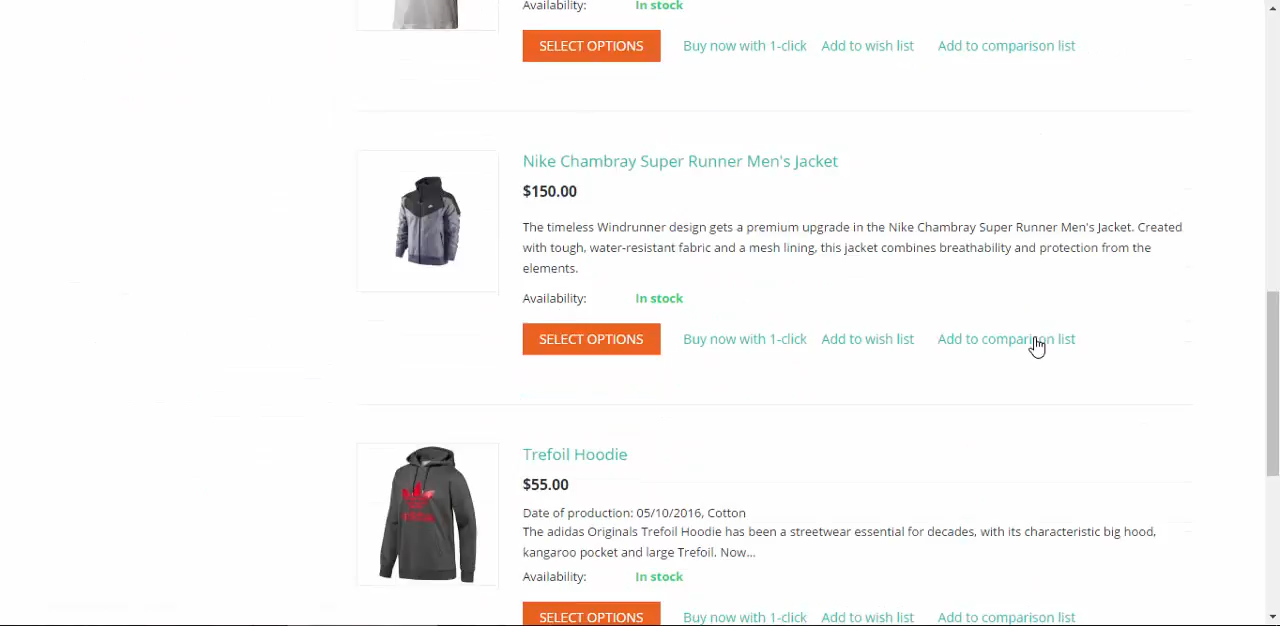 Availability: In stock
SELECT OPTIONS Buy now with 1-click Add to wish list Add to comparison list
Nike Chambray Super Runner Men's Jacket
$150.00
The timeless Windrunner design gets a premium upgrade in the Nike Chambray Super Runner Men's Jacket. Created
with tough, water-resistant fabric and a mesh lining, this jacket combines breathability and protection from the
elements.
Availability: In stock
SELECT OPTIONS Buy now with 1-click Add to wish list Add to comparison list
Trefoil Hoodie
$55.00
Date of production: 05/10/2016, Cotton
The adidas Originals Trefoil Hoodie has been a streetwear essential for decades, with its characteristic big hood,
kangaroo pocket and large Trefoil. Now...
Availability: In stock
SELECT OPTIONS Buy now with 1-click Add to wish list Add to comparison list